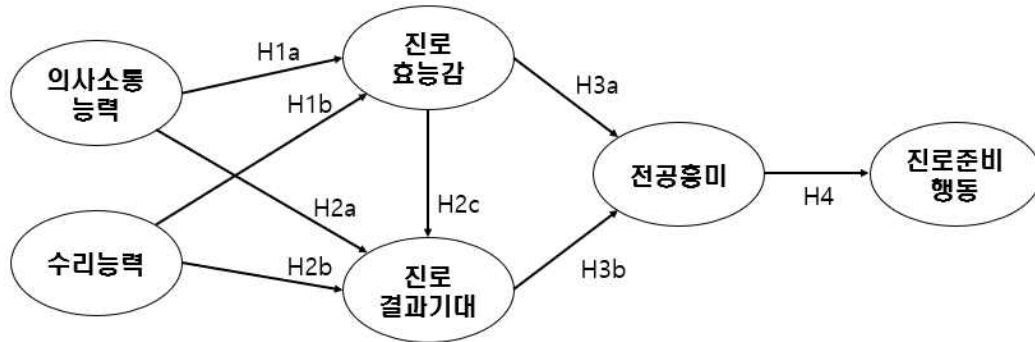 의사소통
능력
H1a
진로
효능감
H1b
H3a
전공흥미
H4
진로준비
행동
H2a
H2c
수리능력
H2b
진로
결과기대
H3b